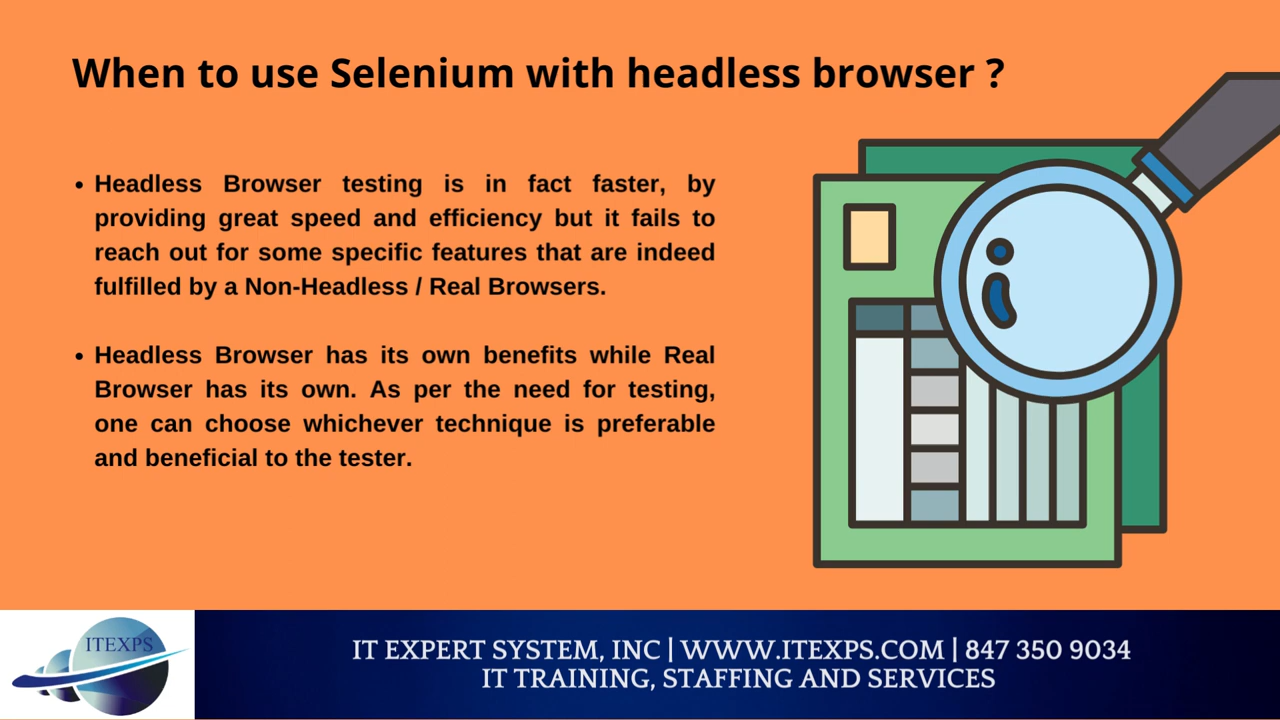 When to use Selenium with headless browser ?
• Headless Browser testing is in fact faster, by
providing great speed and efficiency but it fails to
reach out for some specific features that are indeed
fulfilled by a Non-Headless / Real Browsers.
• Headless Browser has its own benefits while Real
Browser has its own. As per the need for testing,
one can choose whichever technique is preferable
and beneficial to the tester.
ITEXPS
IT EXPERT SYSTEM, INC | WWW.ITEXPS.COM | 847 350 9034
IT TRAINING, STAFFING AND SERVICES